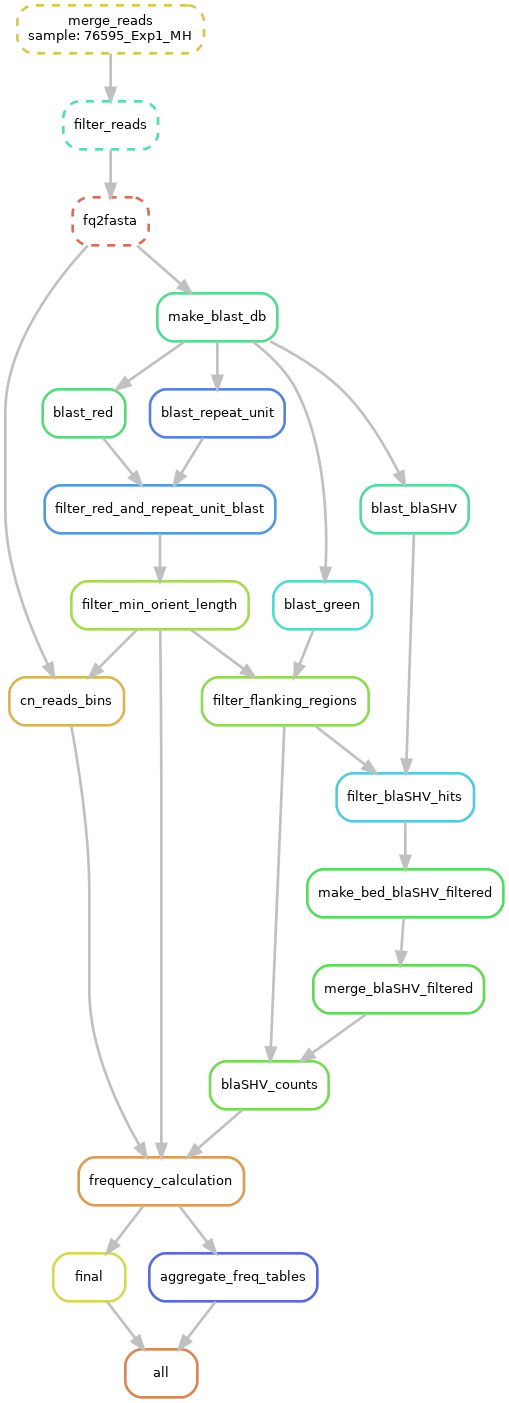 merge_reads
sample: 76595_Exp1_MH
filter_reads
fq2fasta
make_blast_db
blast_red
blast_repeat_unit
filter_red_and_repeat_unit_blast
blast_blaSHV
filter_min_orient_length
blast_green
cn_reads_bins
filter_flanking_regions
filter_blaSHV_hits
make_bed_blaSHV_filtered
merge_blaSHV_filtered
blaSHV_counts
frequency_calculation
final
aggregate_freq_tables
all